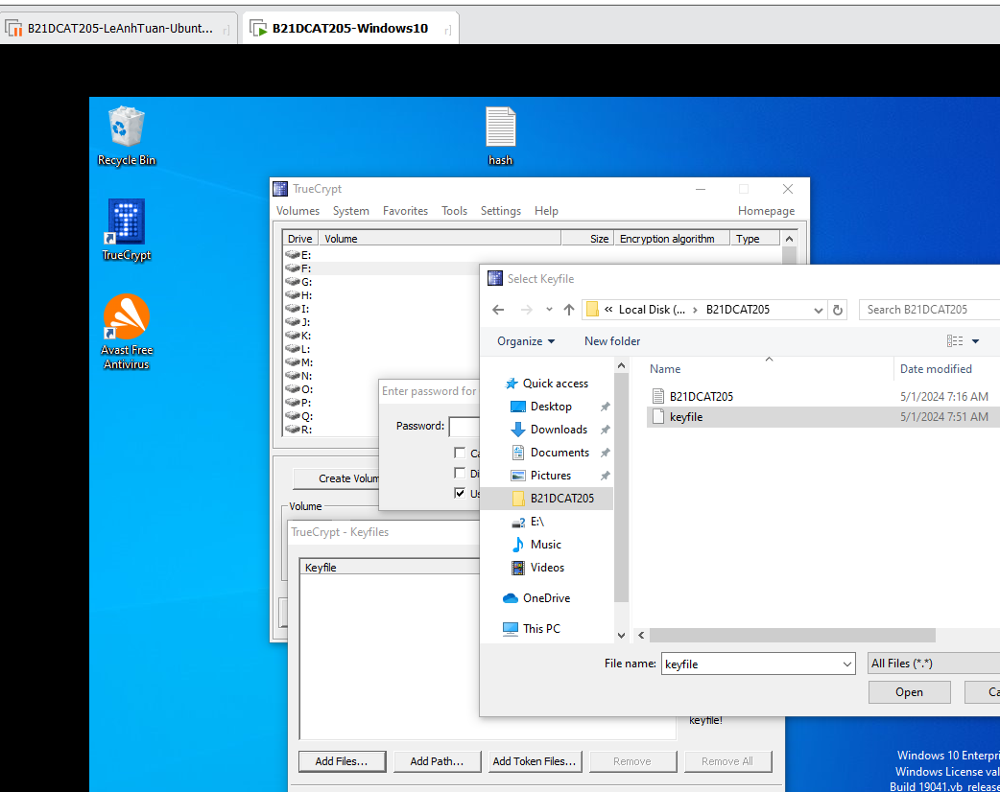 B21DCAT205-LeAnhTuan-Ubunt...
B21DCAT205-Windows10
Recycle Bin
hash
TrueCrypt
Avast Free
Antivirus
TrueCrypt
Volumes System Favorites Tools Settings Help Homepage
Drive Volume Size Encryption algorithm Type
E:
F:
G:
H:
I:
J:
K:
L:
M:
N:
O:
P:
Q:
R:
Create Volum
Volume
Enter password for
Password:
Ca
Di
Us
TrueCrypt - Keyfiles
Keyfile
keyfile!
Add Files... Add Path... Add Token Files... Remove Remove All
Select Keyfile
« Local Disk (... › B21DCAT205
Search B21DCAT205
Organize New folder
Quick access
Desktop
Downloads
Documents
Pictures
B21DCAT205
E:\
Music
Videos
OneDrive
This PC
Name Date modified
B21DCAT205 5/1/2024 7:16 AM
keyfile 5/1/2024 7:51 AM
File name: keyfile All Files (*.*)
Open Ca
Windows 10 Enterpri
Windows License val
Build 19041.vb_release